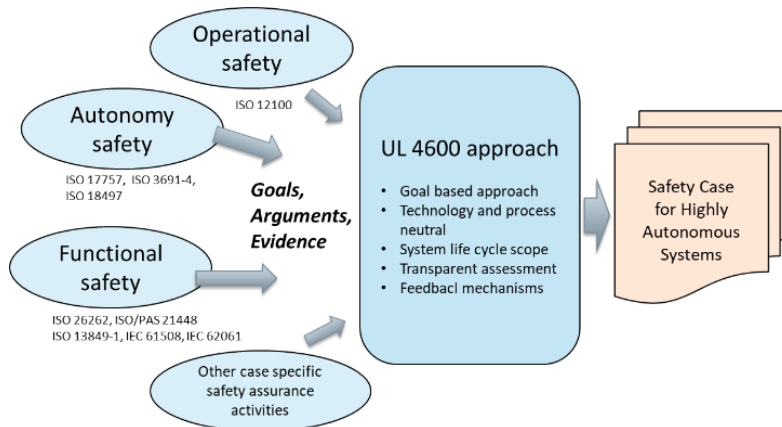 Operational
safety
ISO 12100
Autonomy
safety
ISO 17757, ISO 3691-4,
ISO 18497
Goals,
Arguments,
Evidence
Functional
safety
ISO 26262, ISO/PAS 21448
ISO 13849-1, IEC 61508, IEC 62061
Other case specific
safety assurance
activities
UL 4600 approach
• Goal based approach
• Technology and process
neutral
• System life cycle scope
• Transparent assessment
• Feedbacl mechanisms
Safety Case
for Highly
Autonomous
Systems